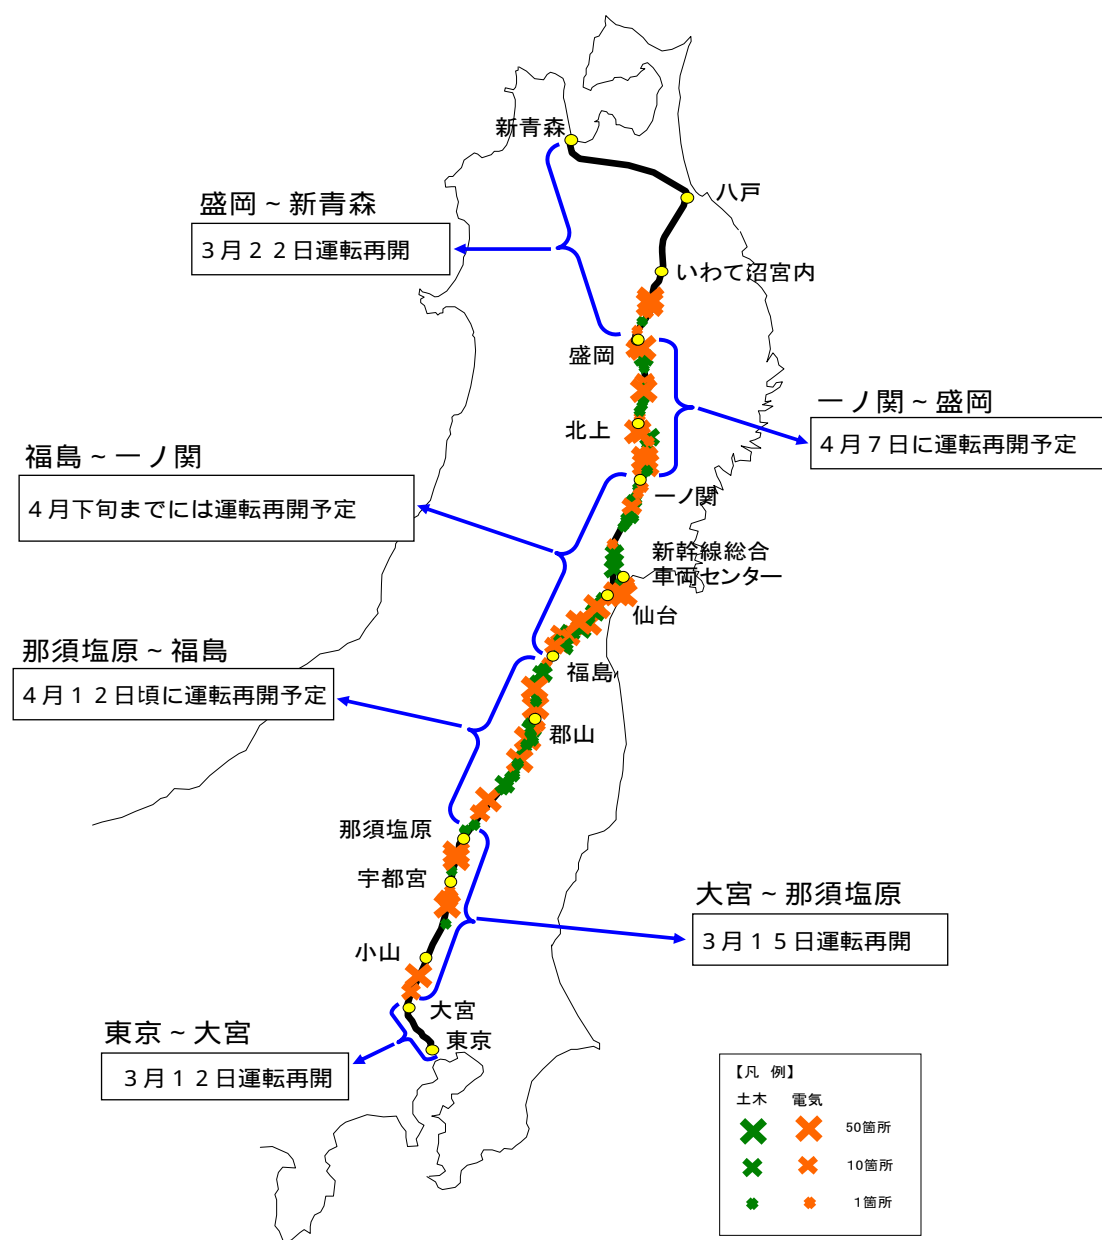 新青森
八戸
盛岡～新青森
３月２２日運転再開
いわて沼宮内
盛岡
一ノ関～盛岡
４月７日に運転再開予定
北上
福島～一ノ関
４月下旬までには運転再開予定
一ノ関
新幹線総合
車両センター
仙台
那須塩原～福島
４月１２日頃に運転再開予定
福島
郡山
那須塩原
宇都宮
大宮～那須塩原
３月１５日運転再開
小山
大宮
東京～大宮
３月１２日運転再開
東京
【凡 例】
土木 電気
50箇所
10箇所
1箇所